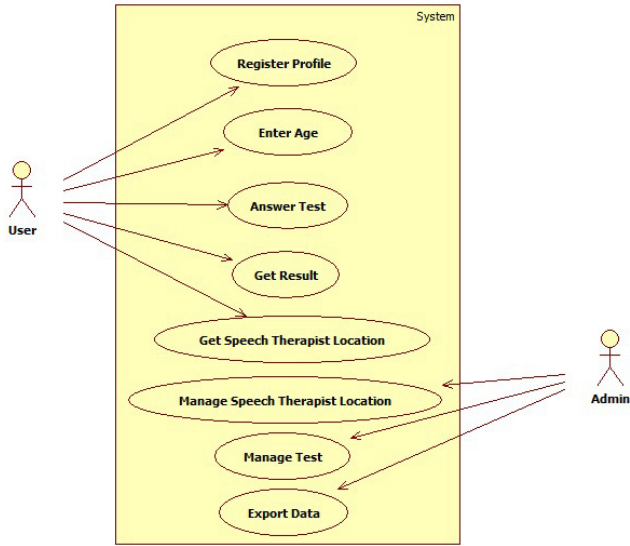 System
Register Profile
Enter Age
Answer Test
User
Get Result
Get Speech Therapist Location
Manage Speech Therapist Location
Admin
Manage Test
Export Data